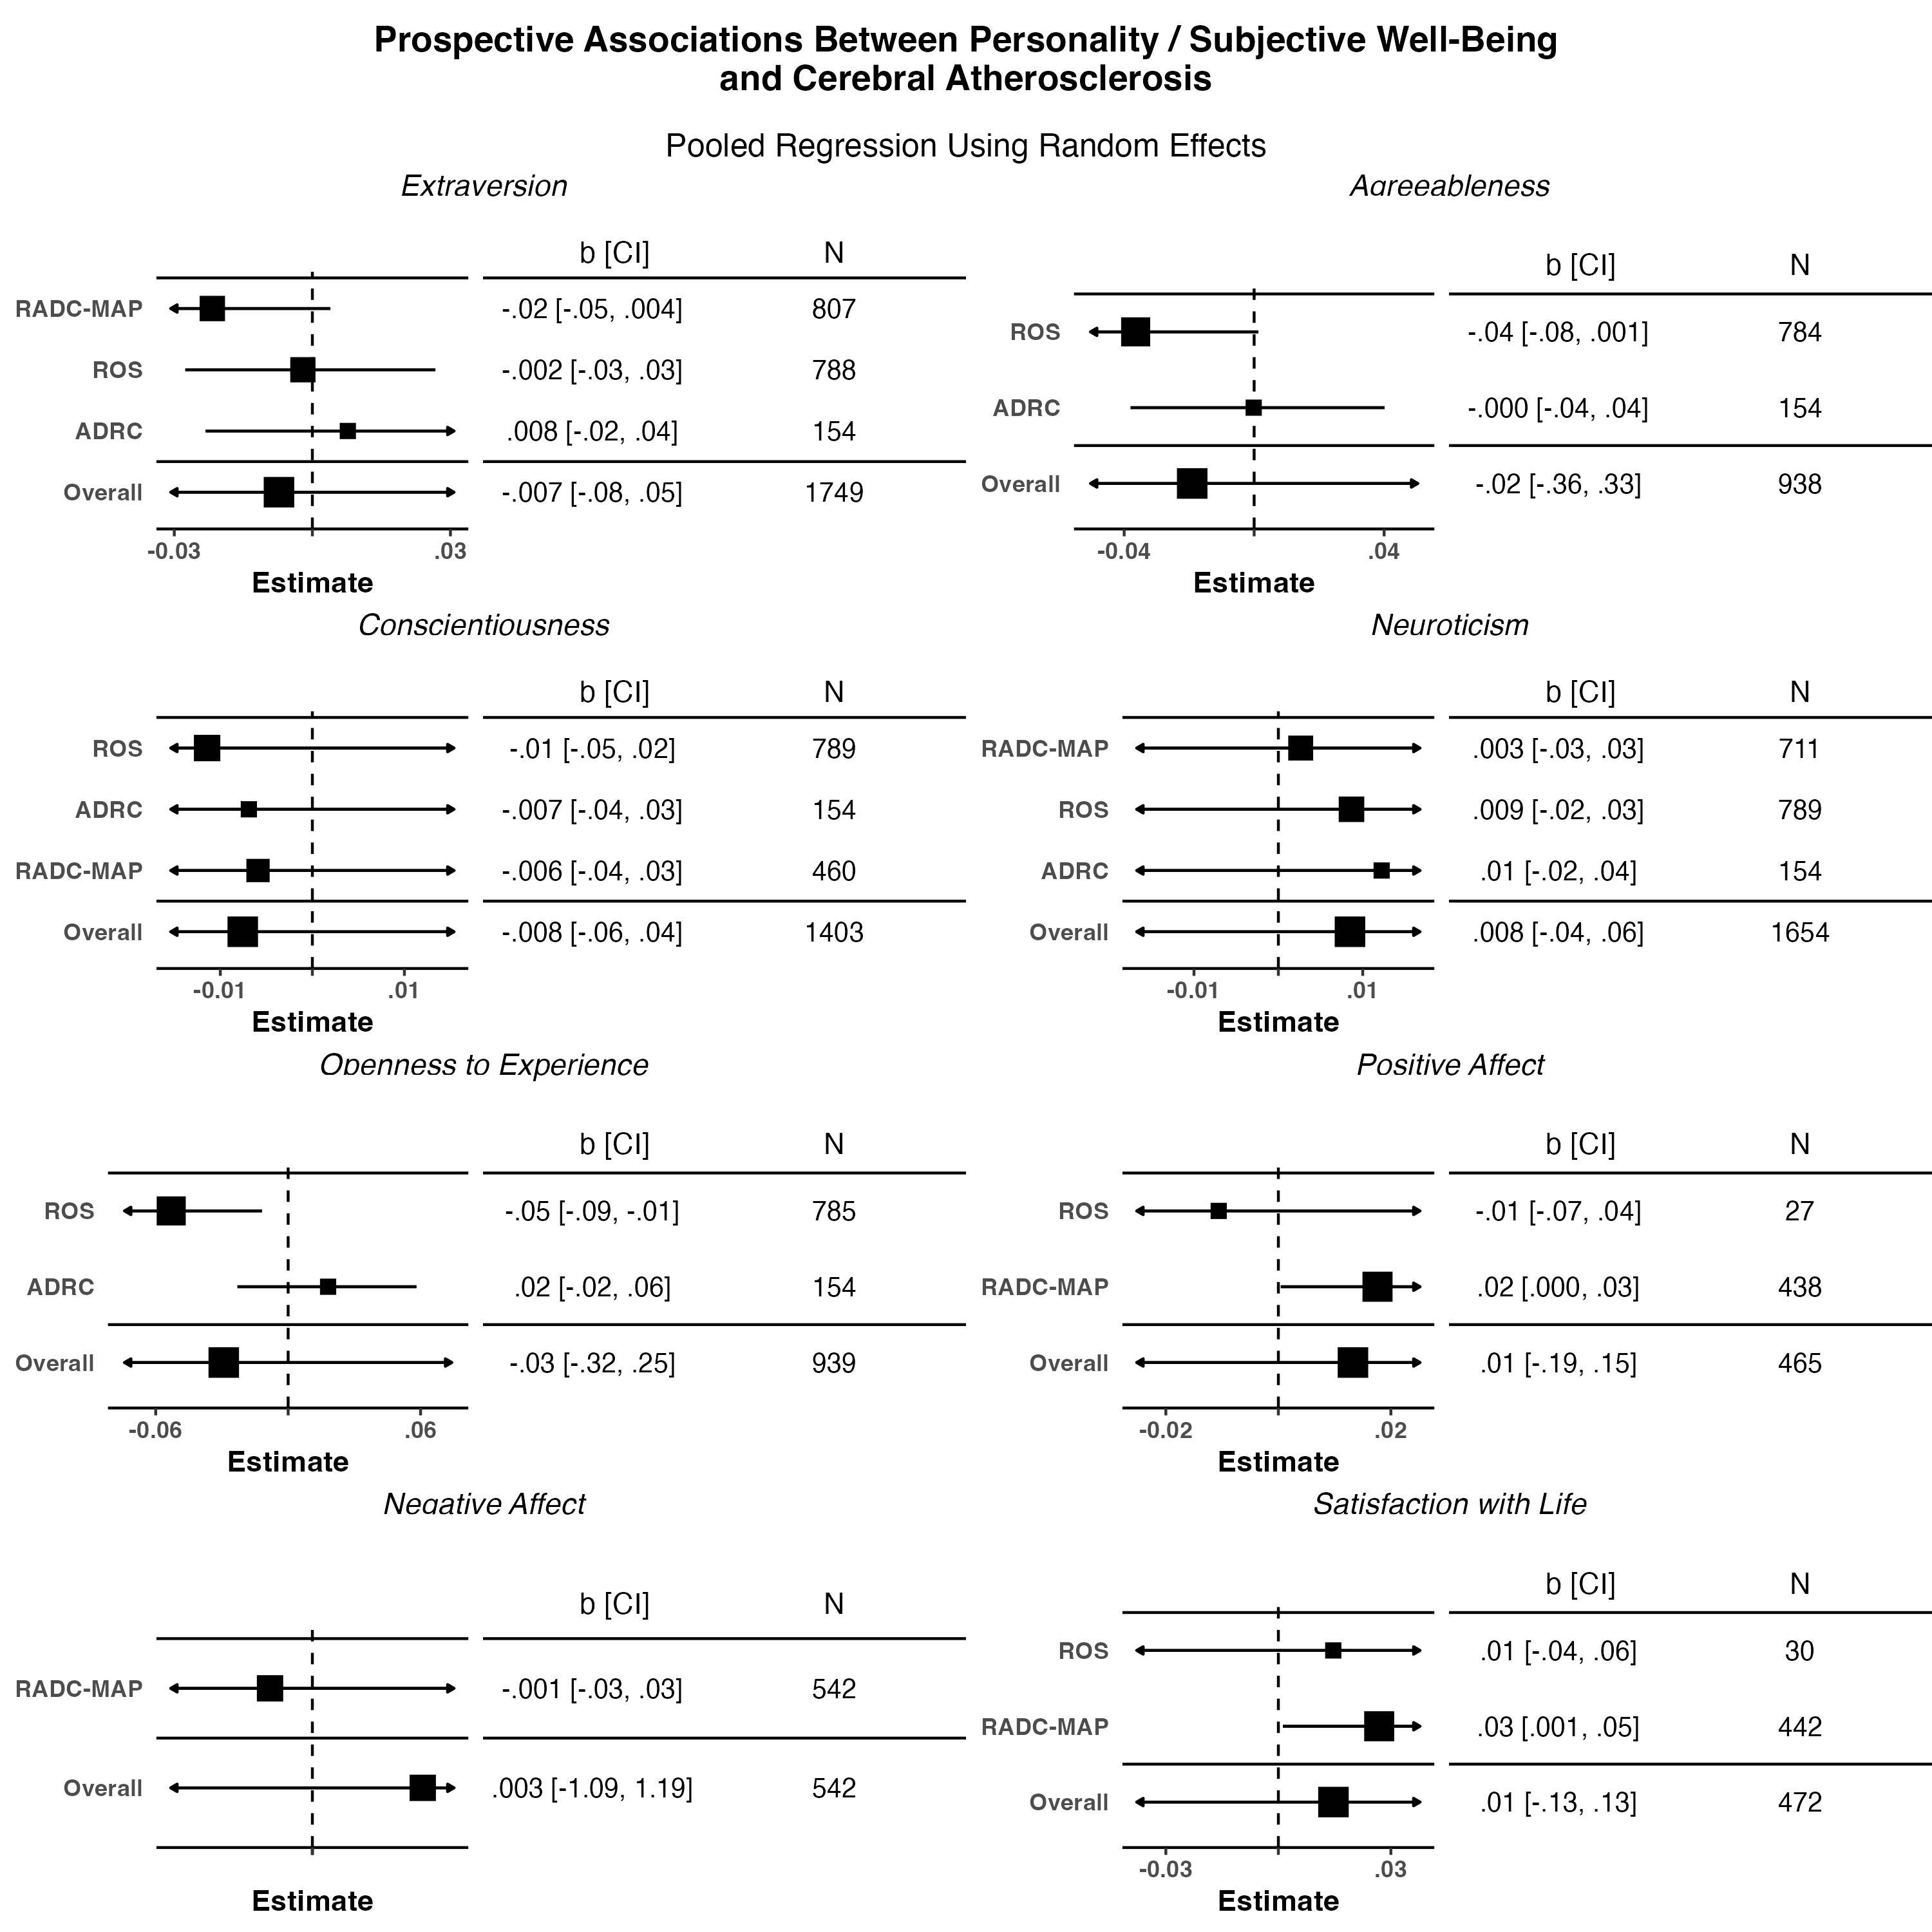 Prospective Associations Between Personality / Subjective Well-Being
and Cerebral Atherosclerosis
Pooled Regression Using Random Effects
Extraversion
b [CI] N
RADC-MAP -.02 [-.05, .004] 807
ROS -.002 [-.03, .03] 788
ADRC .008 [-.02, .04] 154
Overall -.007 [-.08, .05] 1749
-0.03 .03
Estimate
Agreeableness
b [CI] N
ROS -.04 [-.08, .001] 784
ADRC -.000 [-.04, .04] 154
Overall -.02 [-.36, .33] 938
-0.04 .04
Estimate
Conscientiousness
b [CI] N
ROS -.01 [-.05, .02] 789
ADRC -.007 [-.04, .03] 154
RADC-MAP -.006 [-.04, .03] 460
Overall -.008 [-.06, .04] 1403
-0.01 .01
Estimate
Neuroticism
b [CI] N
RADC-MAP .003 [-.03, .03] 711
ROS .009 [-.02, .03] 789
ADRC .01 [-.02, .04] 154
Overall .008 [-.04, .06] 1654
-0.01 .01
Estimate
Openness to Experience
b [CI] N
ROS -.05 [-.09, -.01] 785
ADRC .02 [-.02, .06] 154
Overall -.03 [-.32, .25] 939
-0.06 .06
Estimate
Positive Affect
b [CI] N
ROS -.01 [-.07, .04] 27
RADC-MAP .02 [.000, .03] 438
Overall .01 [-.19, .15] 465
-0.02 .02
Estimate
Negative Affect
b [CI] N
RADC-MAP -.001 [-.03, .03] 542
Overall .003 [-1.09, 1.19] 542
Estimate
Satisfaction with Life
b [CI] N
ROS .01 [-.04, .06] 30
RADC-MAP .03 [.001, .05] 442
Overall .01 [-.13, .13] 472
-0.03 .03
Estimate